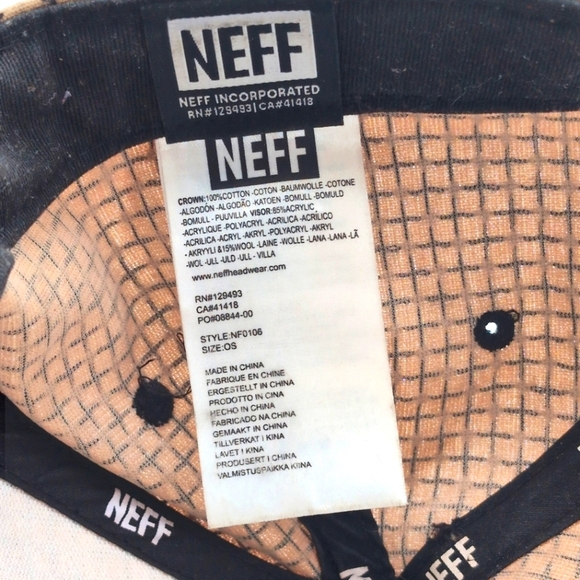 NEFF
NEFF INCORPORATED
RN#129493 | CA#41418
NEFF
CROWN:100%COTTON -COTON -BAUMWOLLE -COTONE
-ALGODÓN -ALGODÃO -KATOEN -BOMULL -BOMULD
-BOMULL - PUUVILLA VISOR:85%ACRYLIC
-ACRYLIQUE -POLYACRYL -ACRILICA -ACRÍLICO
-ACRILICA -ACRYL -AKRYL -POLYACRYL -AKRYL
- AKRYYLI &15%WOOL -LAINE -WOLLE -LANA -LANA -LÃ
-WOL -ULL -ULD -ULL - VILLA
www.neffheadwear.com
RN#129493
CA#41418
PO#08844-00
STYLE:NF0106
SIZE:OS
MADE IN CHINA
FABRIQUE EN CHINE
ERGESTELLT IN CHINA
PRODOTTO IN CINA
HECHO IN CHINA
FABRICADO NA CHINA
GEMAAKT IN CHINA
TILLVERKAT I KINA
LAVET I KINA
PRODUSERT I CHINA
VALMISTUSPAIKKA KIINA
NEFF
NEFF